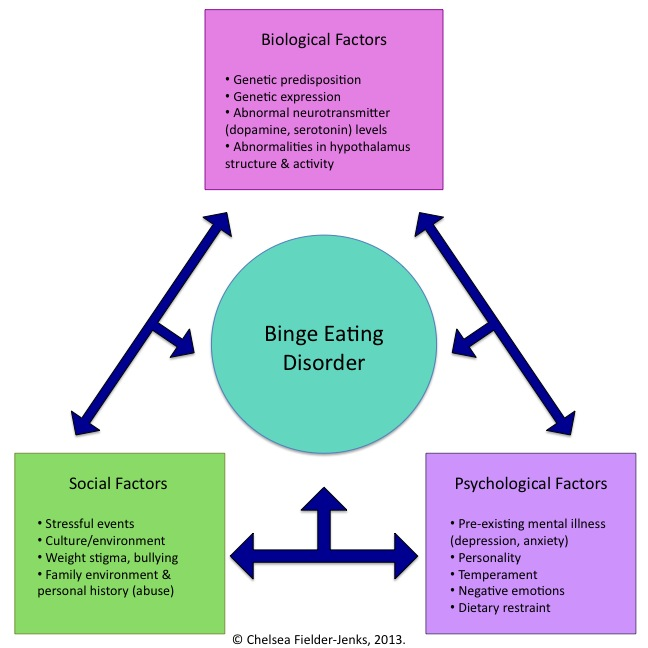 Biological Factors
• Genetic predisposition
• Genetic expression
• Abnormal neurotransmitter
(dopamine, serotonin) levels
• Abnormalities in hypothalamus
structure & activity
Binge Eating
Disorder
Social Factors
• Stressful events
• Culture/environment
• Weight stigma, bullying
• Family environment &
personal history (abuse)
Psychological Factors
• Pre-existing mental illness
(depression, anxiety)
• Personality
• Temperament
• Negative emotions
• Dietary restraint
© Chelsea Fielder-Jenks, 2013.